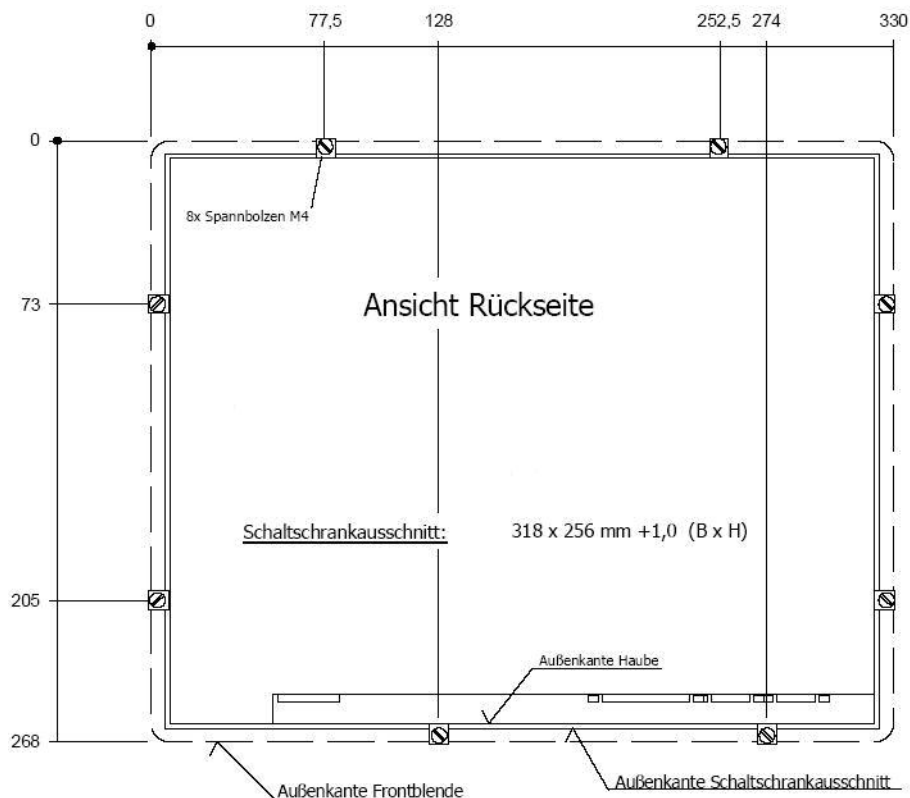 0 77,5 128 252,5 274 330
0
8x Spannbolzen M4
73
Ansicht Rückseite
Schaltschrankausschnitt: 318 x 256 mm +1,0 (B x H)
205
Außenkante Haube
268
Außenkante Schaltschrankausschnitt
Außenkante Frontblende